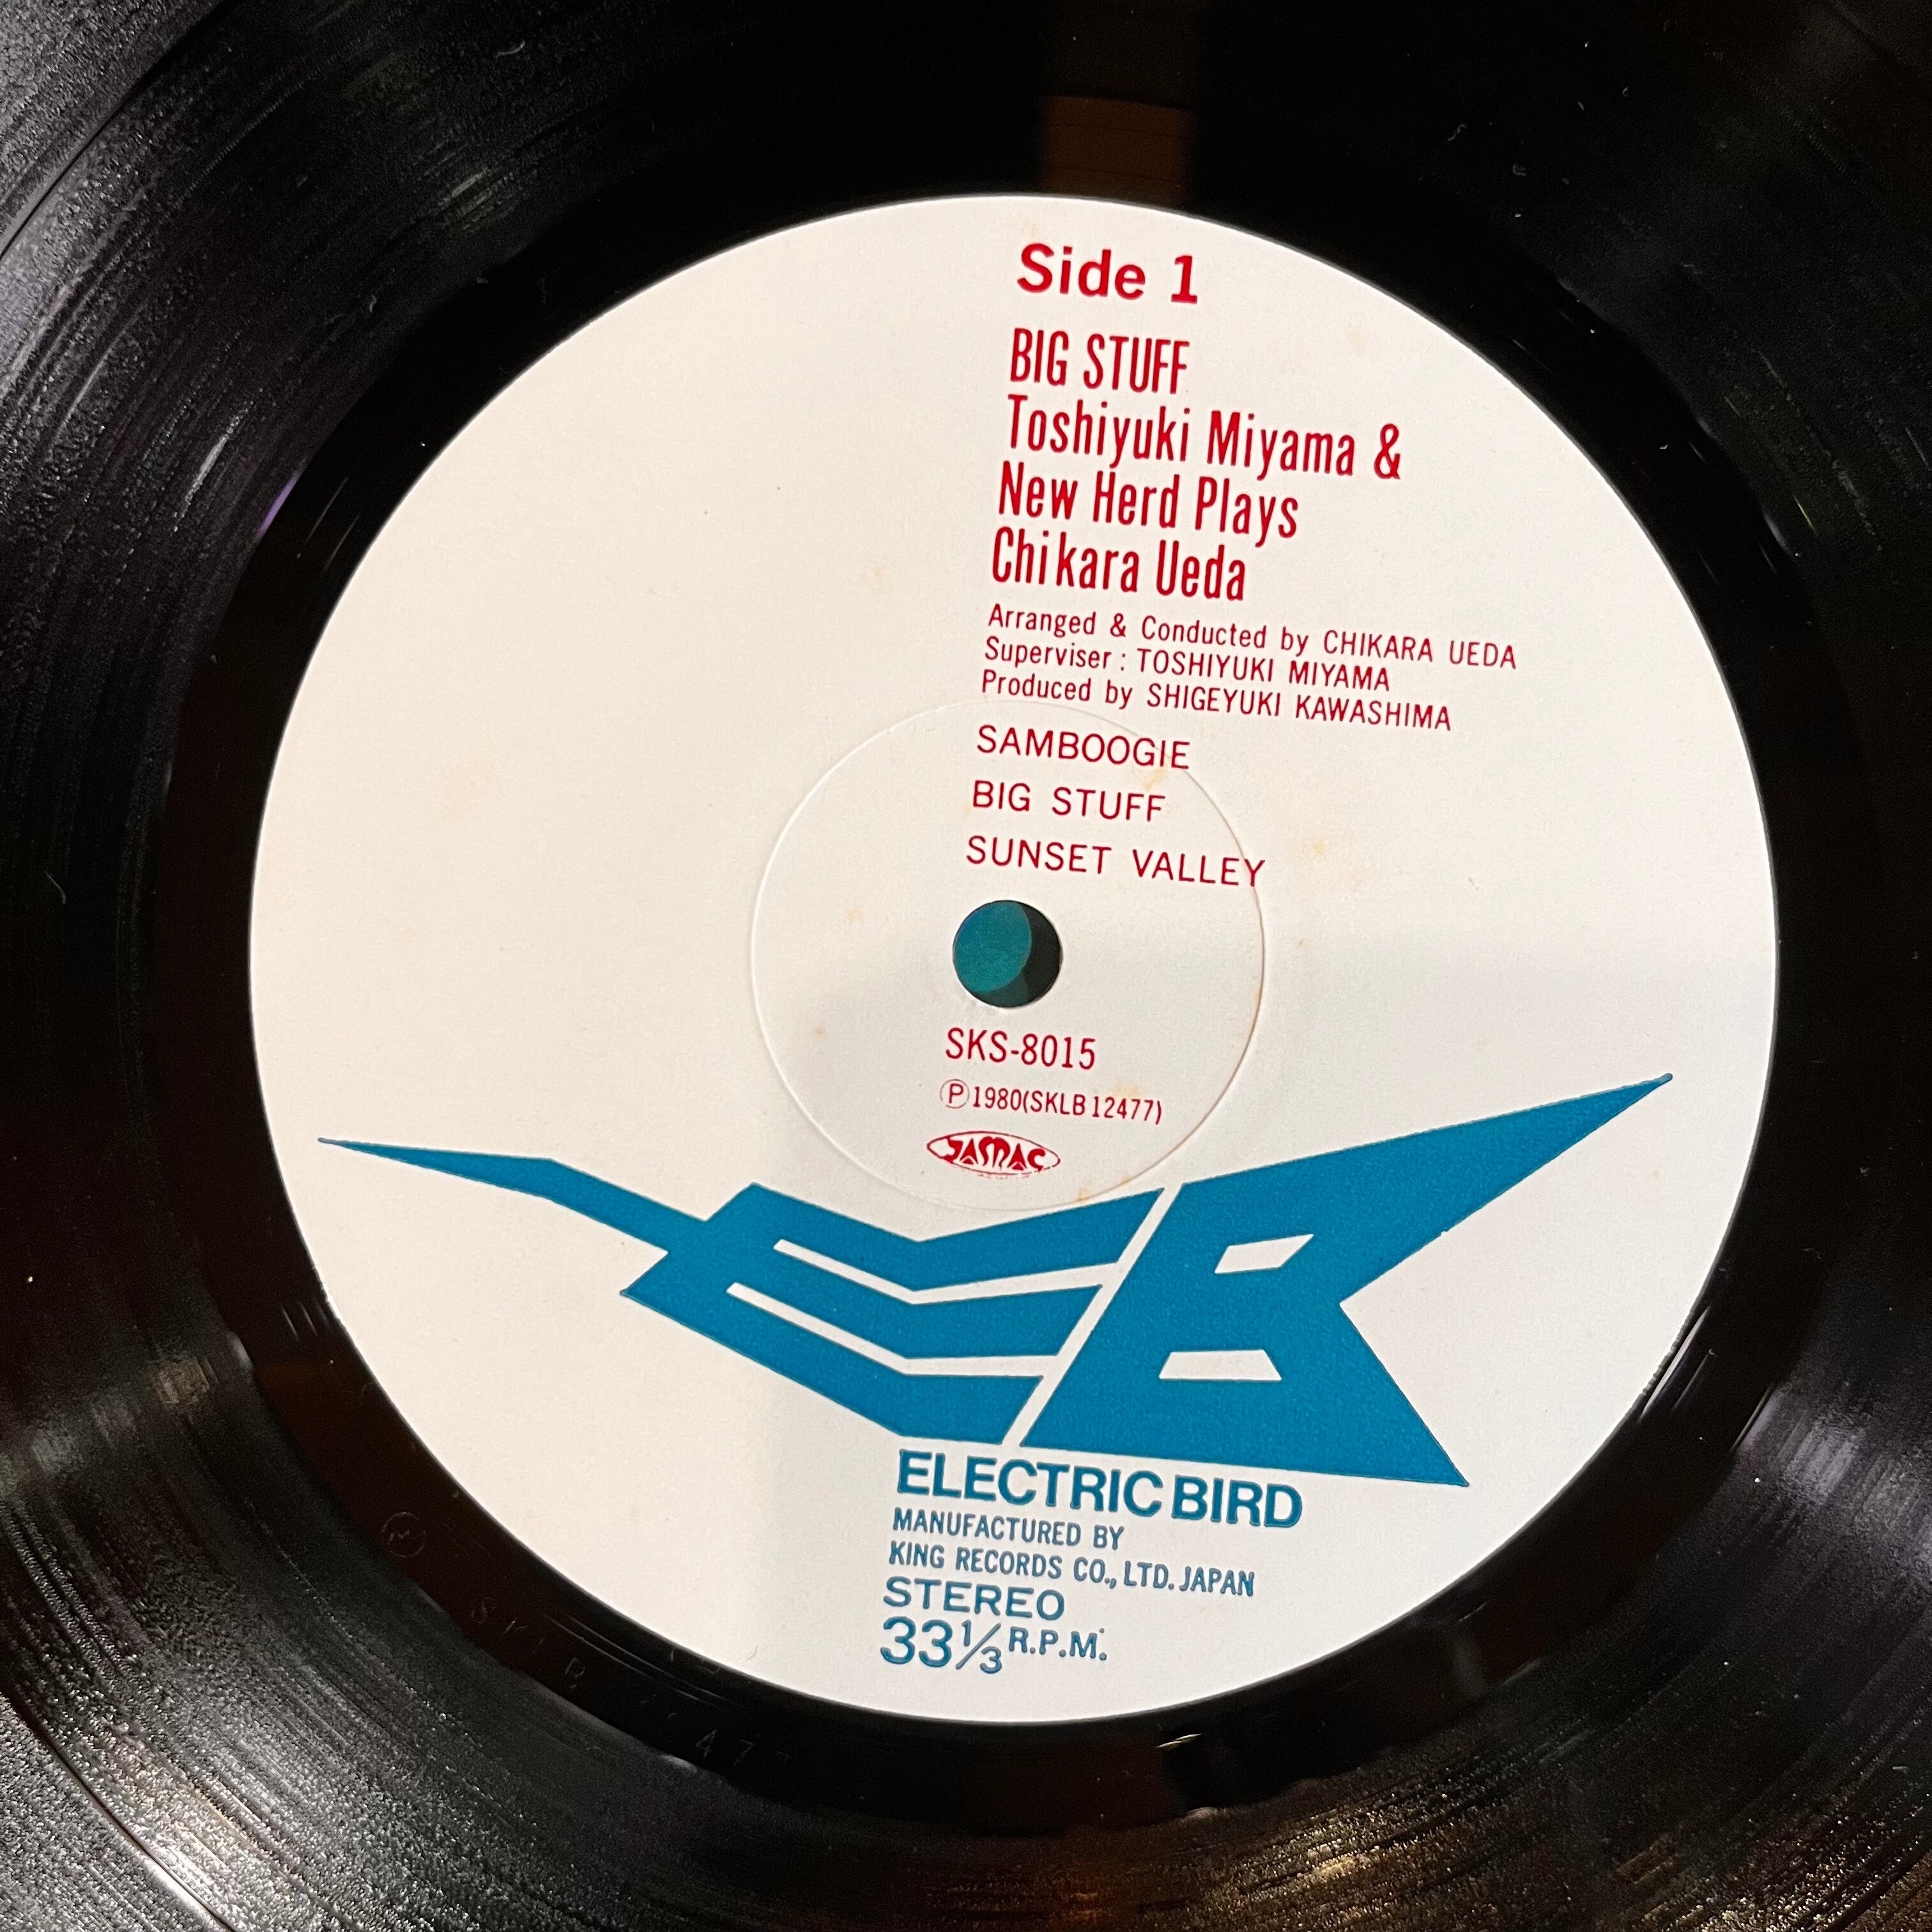 Side 1
BIG STUFF
Toshiyuki Miyama &
New Herd Plays
Chikara Ueda
Arranged & Conducted by CHIKARA UEDA
Superviser : TOSHIYUKI MIYAMA
Produced by SHIGEYUKI KAWASHIMA
SAMBOOGIE
BIG STUFF
SUNSET VALLEY
SKS-8015
Ⓟ1980(SKLB 12477)
JASRAC
EB
ELECTRIC BIRD
MANUFACTURED BY
KING RECORDS CO., LTD. JAPAN
STEREO
33⅓ R.P.M.